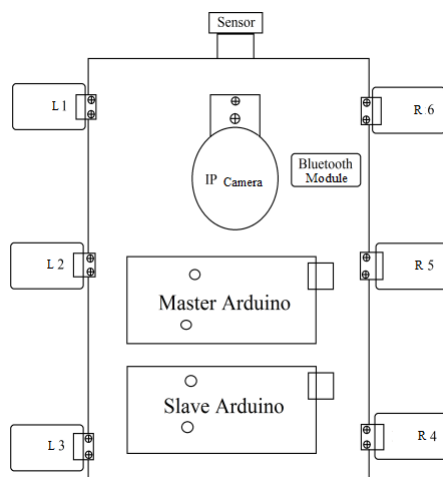 Sensor
L 1
R 6
IP Camera
Bluetooth
Module
L 2
R 5
Master Arduino
Slave Arduino
L 3
R 4